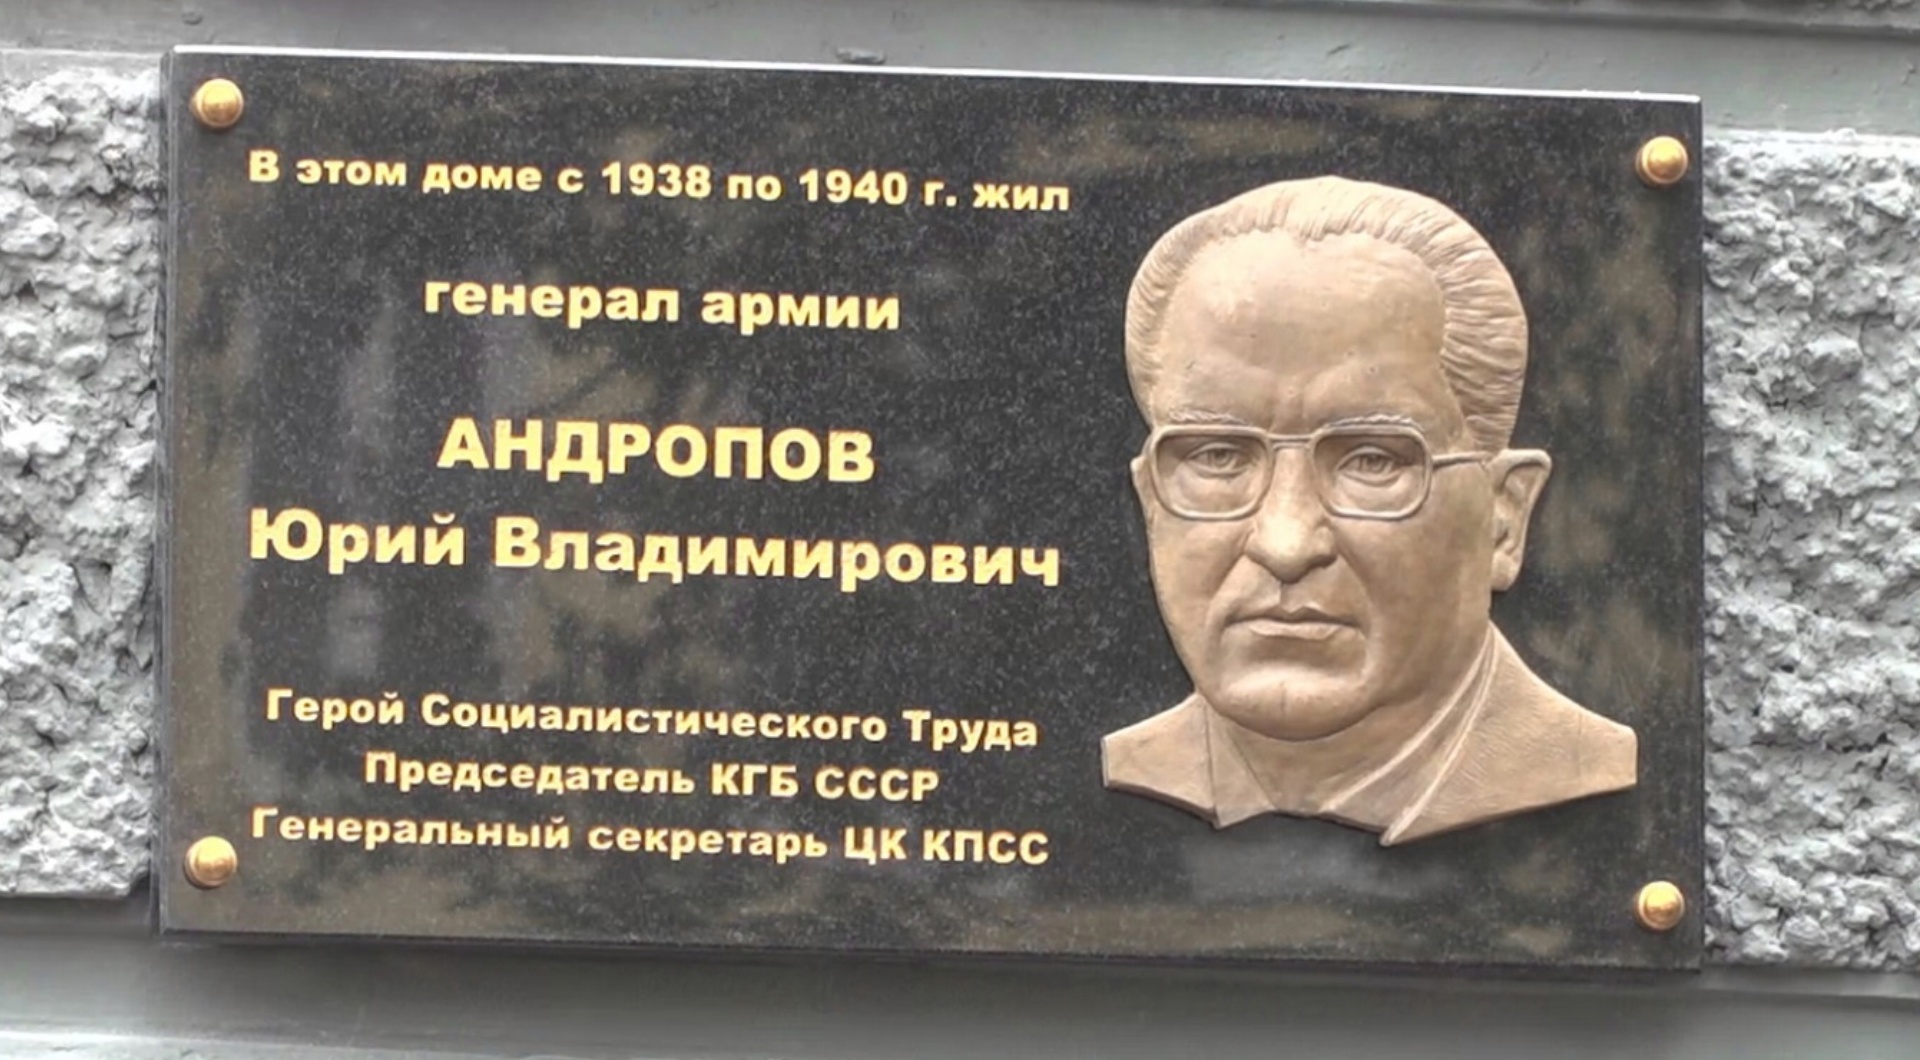 В этом доме с 1938 по 1940 г. жил
генерал армии
АНДРОПОВ
Юрий Владимирович
Герой Социалистического Труда
Председатель КГБ СССР
Генеральный секретарь ЦК КПСС